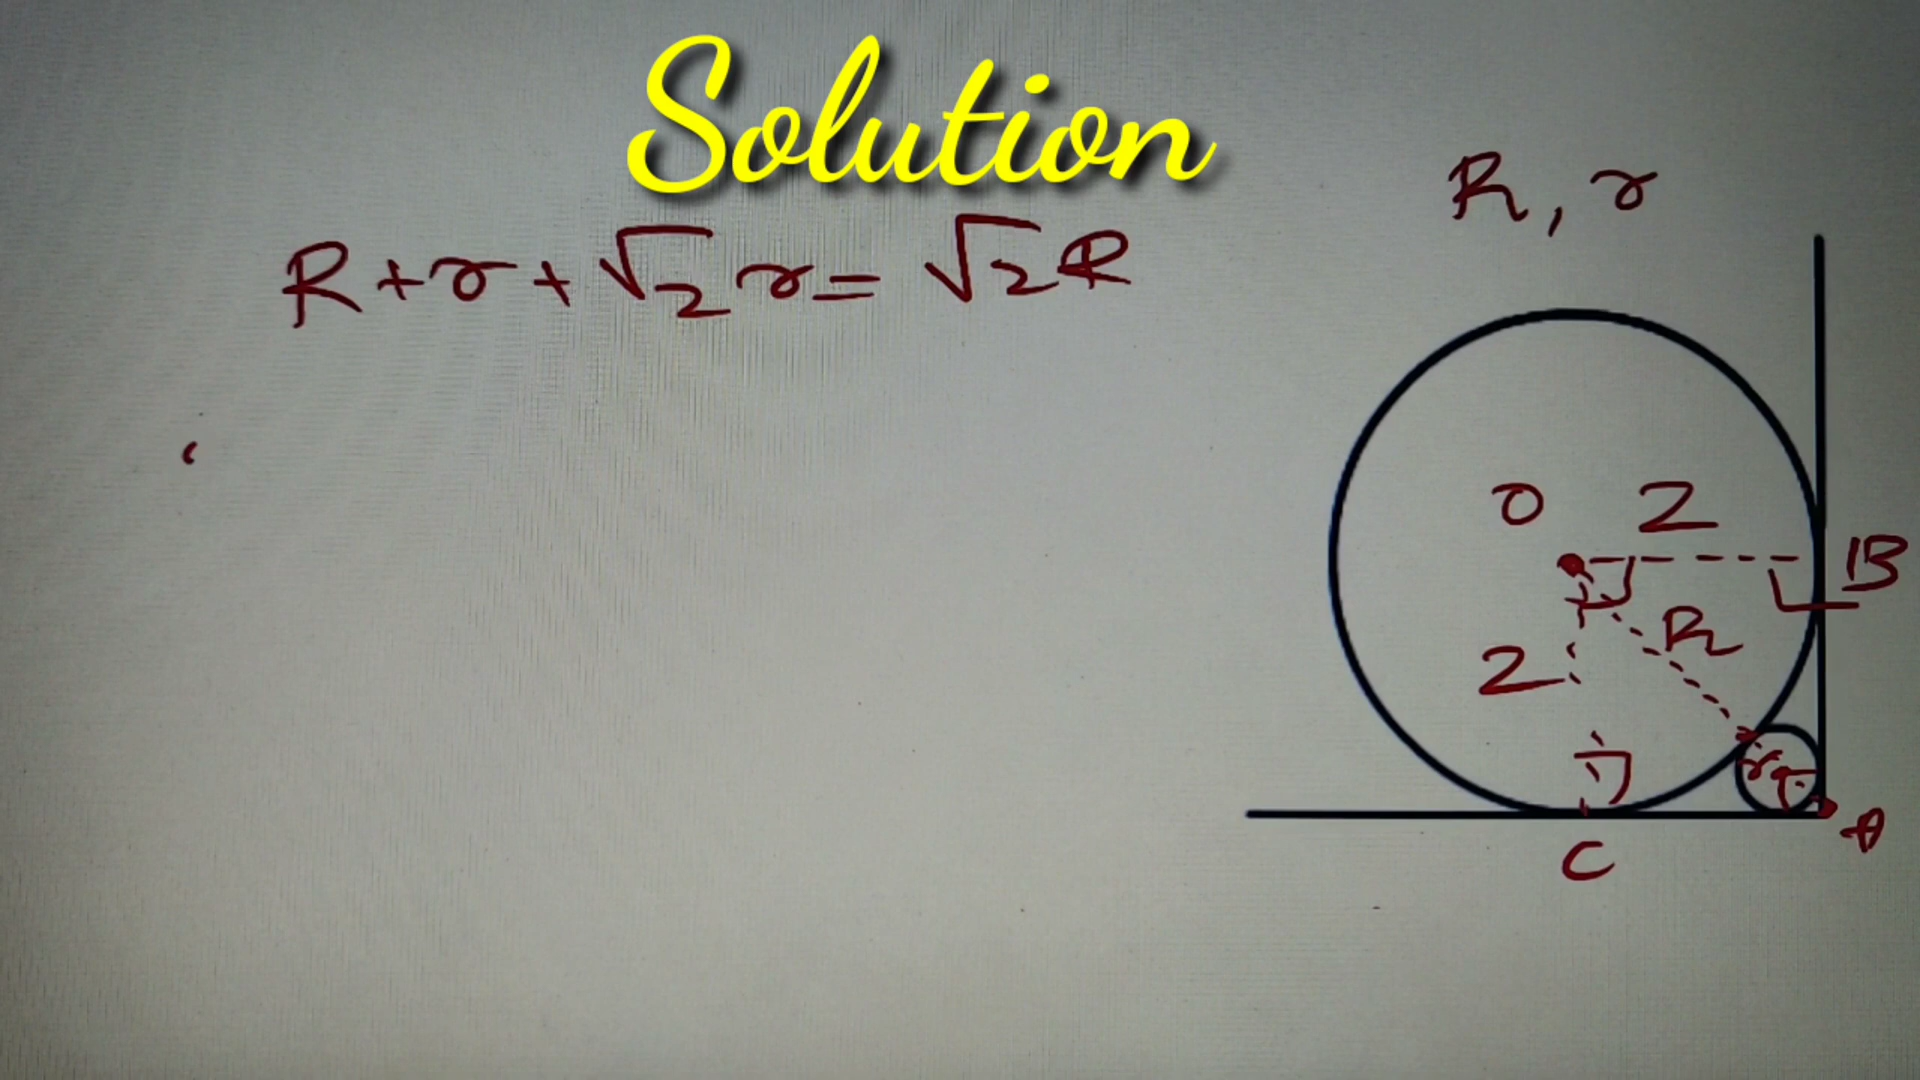 Solution
R, r
R + r + √2 r = √2 R
O 2
B
R
2
r
C
A